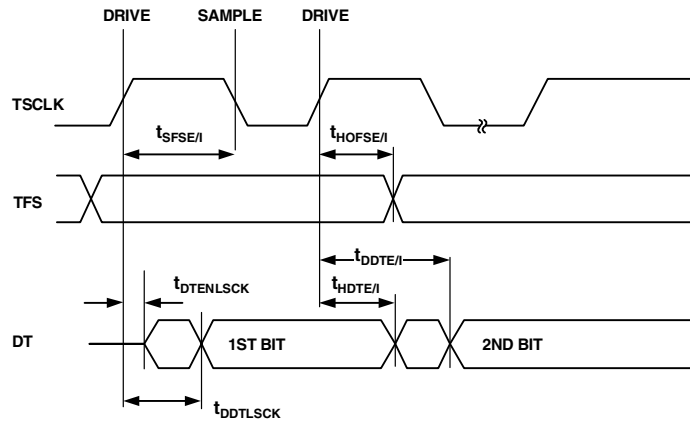 DRIVE SAMPLE DRIVE
TSCLK
tSFSE/I tHOFSE/I
TFS
tDDTE/I
tDTENLSCK tHDTE/I
DT 1ST BIT 2ND BIT
tDDTLSCK